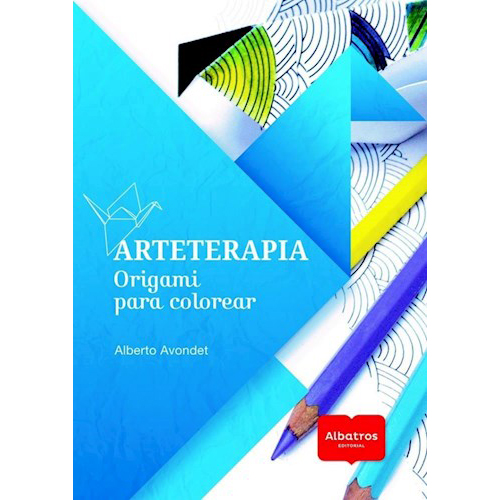 ARTETERAPIA
Origami
para colorear
Alberto Avondet
Albatros
EDITORIAL